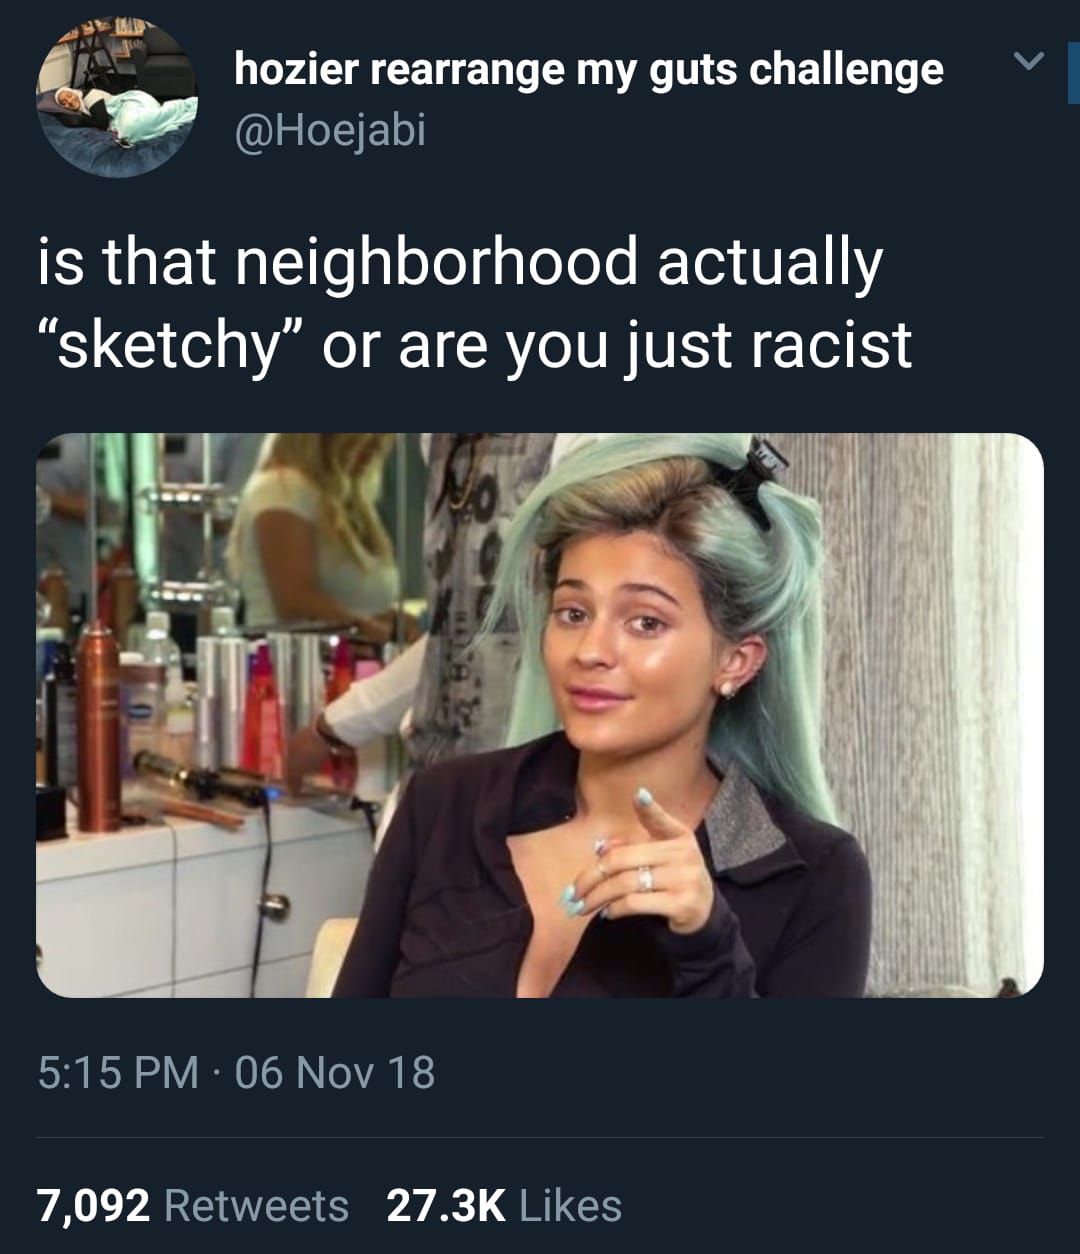 hozier rearrange my guts challenge
@Hoejabi
is that neighborhood actually
“sketchy” or are you just racist
5:15 PM · 06 Nov 18
7,092 Retweets 27.3K Likes